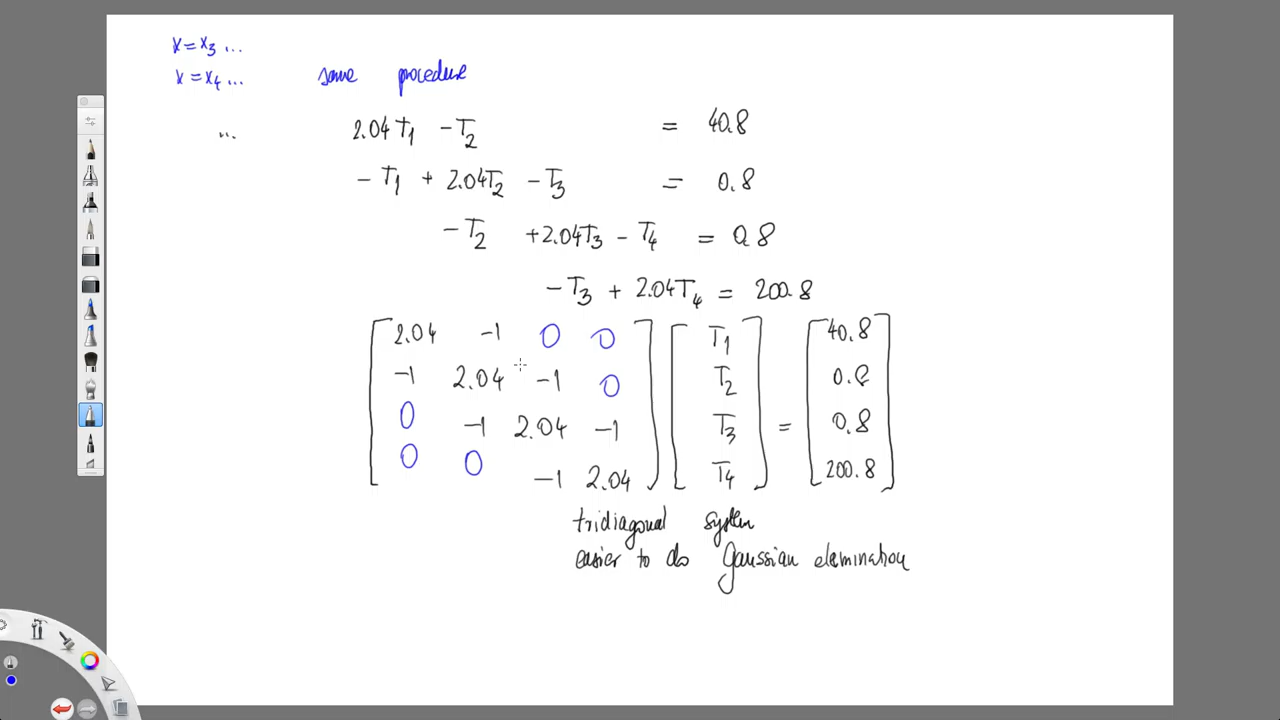 x=x3 ...
x=x4 ... same procedure
... 2.04T1 -T2 = 40.8
-T1 + 2.04T2 -T3 = 0.8
-T2 +2.04T3 - T4 = 0.8
-T3 + 2.04T4 = 200.8
[2.04 -1 0 0] [T1] [40.8]
[-1 2.04 -1 0] [T2] [0.8]
[0 -1 2.04 -1] [T3] = [0.8]
[0 0 -1 2.04] [T4] [200.8]
tridiagonal system
easier to do Gaussian elamination